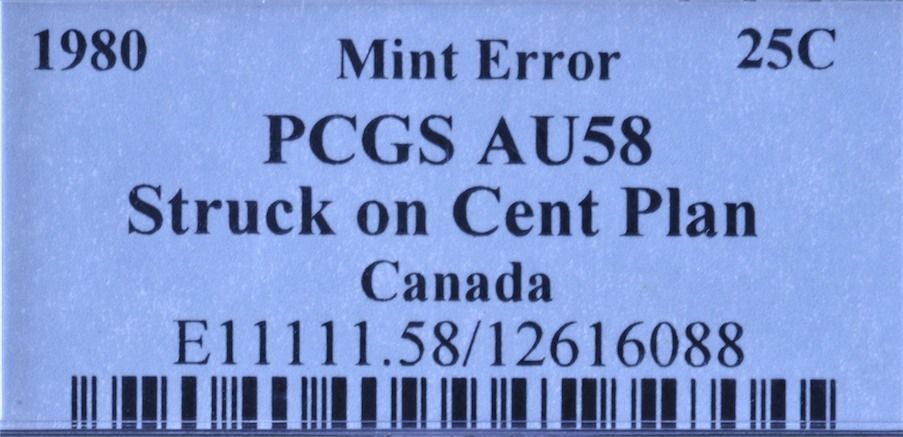 1980 Mint Error 25C
PCGS AU58
Struck on Cent Plan
Canada
E11111.58/12616088